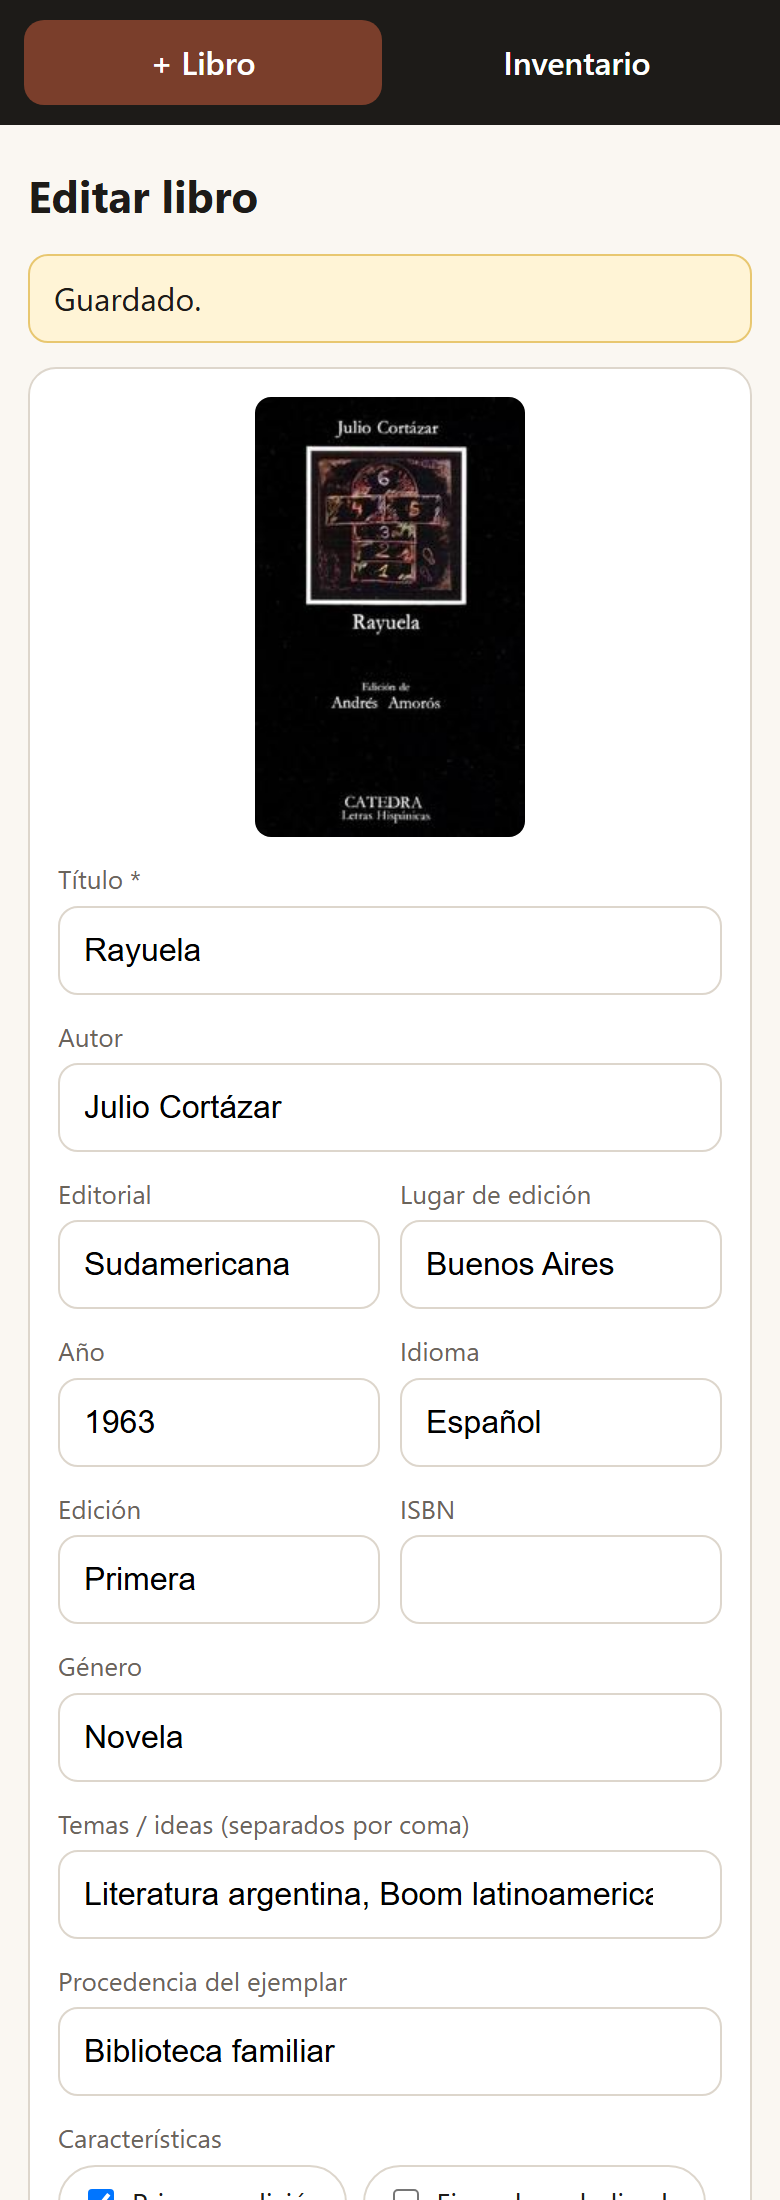 + Libro
Inventario
Editar libro
Guardado.
Julio Cortázar
6
4 5
3
2
1
Rayuela
Edición de
Andrés Amorós
CATEDRA
Letras Hispánicas
Título *
Rayuela
Autor
Julio Cortázar
Editorial
Lugar de edición
Sudamericana
Buenos Aires
Año
Idioma
1963
Español
Edición
ISBN
Primera
Género
Novela
Temas / ideas (separados por coma)
Literatura argentina, Boom latinoamerica
Procedencia del ejemplar
Biblioteca familiar
Características